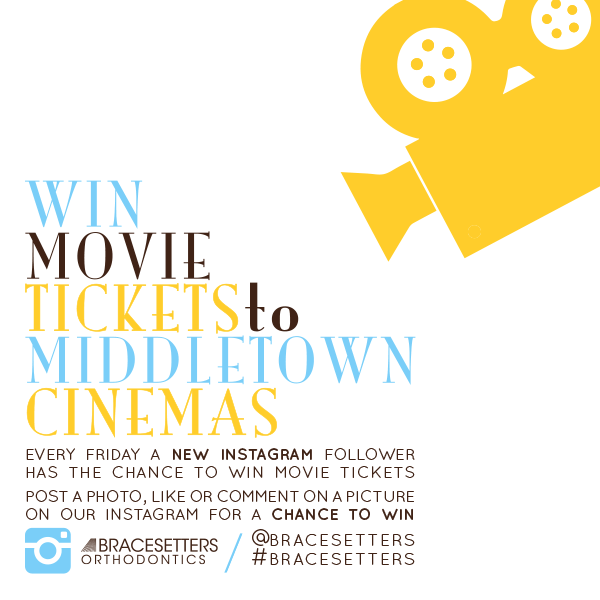 WIN
MOVIE
TICKETS to
MIDDLETOWN
CINEMAS
EVERY FRIDAY A NEW INSTAGRAM FOLLOWER
HAS THE CHANCE TO WIN MOVIE TICKETS
POST A PHOTO, LIKE OR COMMENT ON A PICTURE
ON OUR INSTAGRAM FOR A CHANCE TO WIN
BRACESETTERS
ORTHODONTICS
/
@BRACESETTERS
#BRACESETTERS